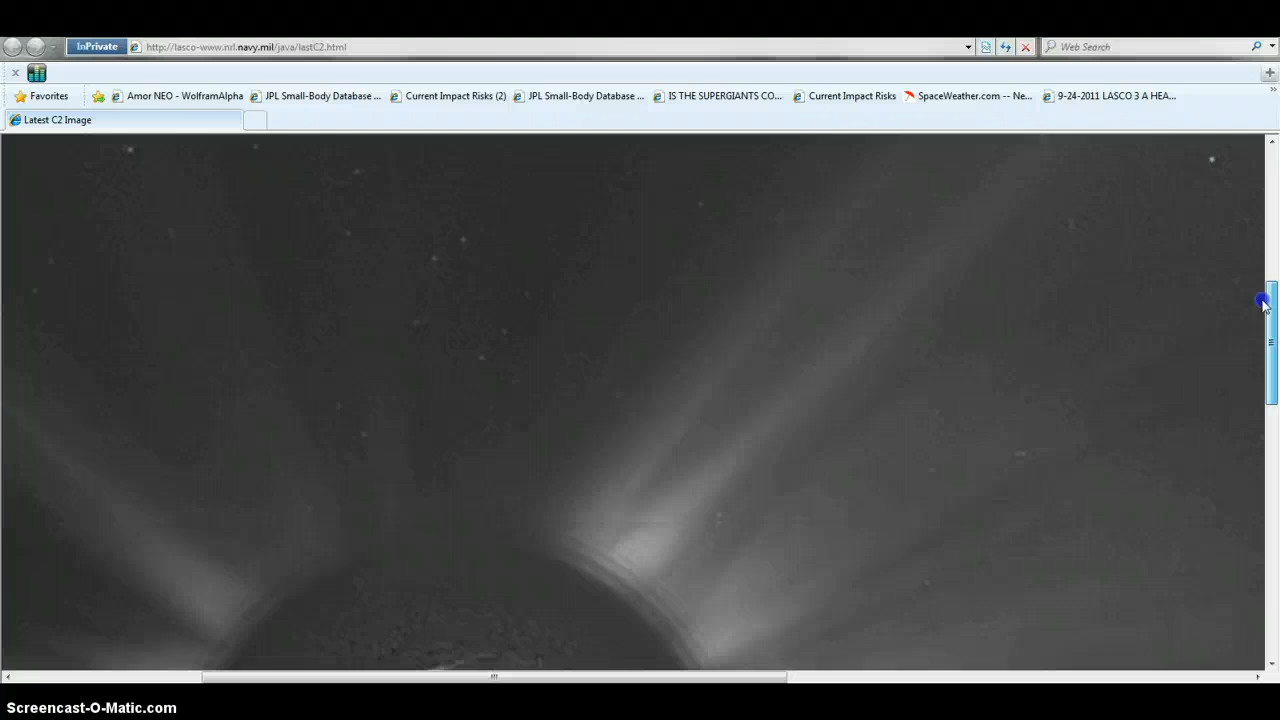 InPrivate http://lasco-www.nrl.navy.mil/java/lastC2.html Web Search
Favorites Amor NEO - WolframAlpha JPL Small-Body Database ... Current Impact Risks (2) JPL Small-Body Database ... IS THE SUPERGIANTS CO... Current Impact Risks SpaceWeather.com -- Ne... 9-24-2011 LASCO 3 A HEA...
Latest C2 Image
Screencast-O-Matic.com